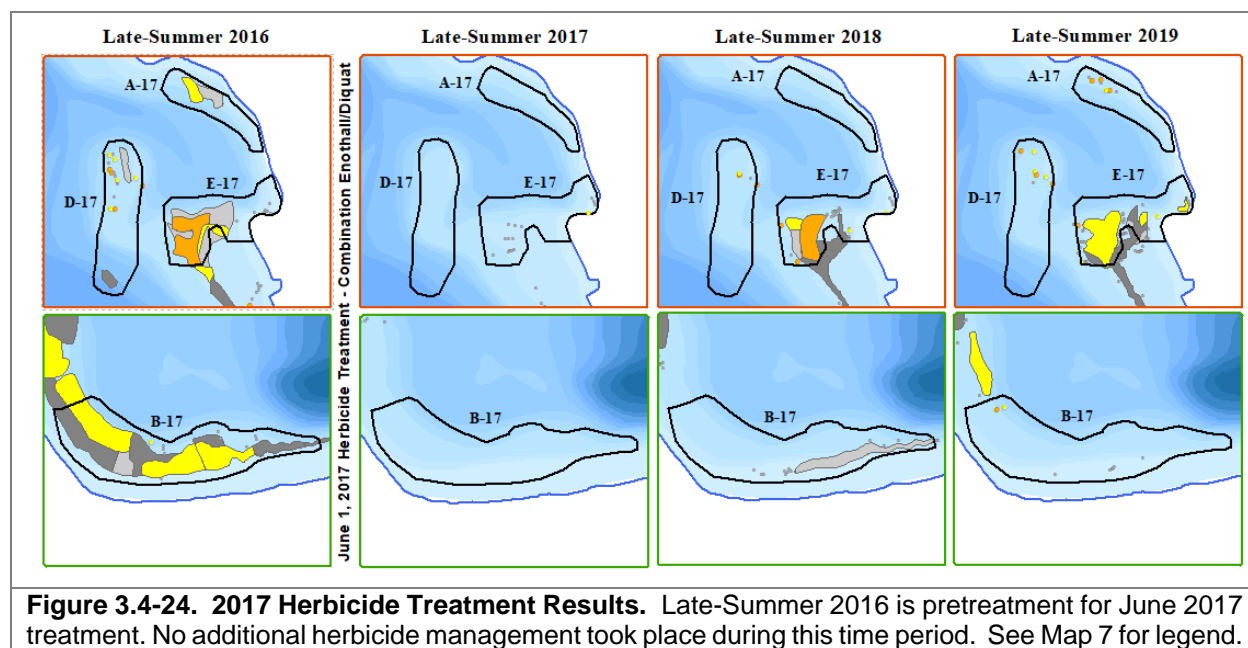 Late-Summer 2016
Late-Summer 2017
Late-Summer 2018
Late-Summer 2019
June 1, 2017 Herbicide Treatment - Combination Enothall/Diquat
A-17
D-17
E-17
A-17
D-17
E-17
A-17
D-17
E-17
A-17
D-17
E-17
B-17
B-17
B-17
B-17
Figure 3.4-24. 2017 Herbicide Treatment Results. Late-Summer 2016 is pretreatment for June 2017
treatment. No additional herbicide management took place during this time period. See Map 7 for legend.